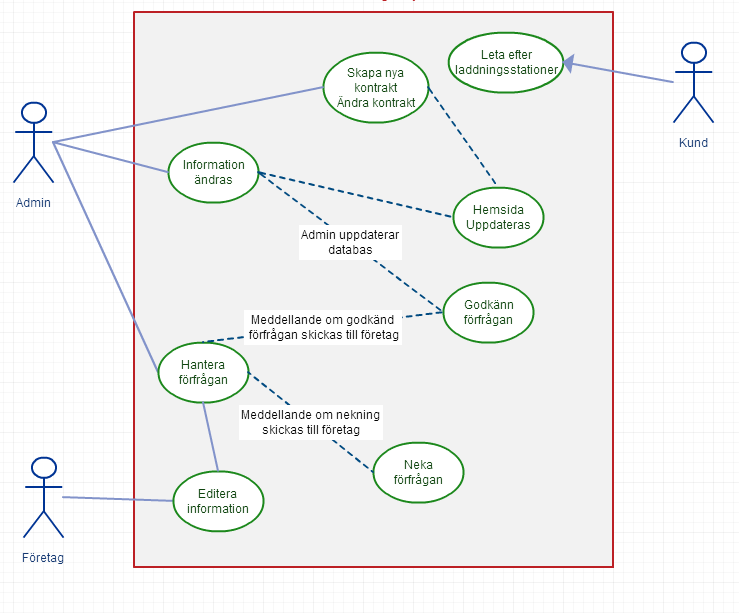 Skapa nya
kontrakt
Ändra kontrakt
Leta efter
laddningsstationer
Kund
Admin
Information
ändras
Hemsida
Uppdateras
Admin uppdaterar
databas
Godkänn
förfrågan
Meddellande om godkänd
förfrågan skickas till företag
Hantera
förfrågan
Meddellande om nekning
skickas till företag
Neka
förfrågan
Editera
information
Företag